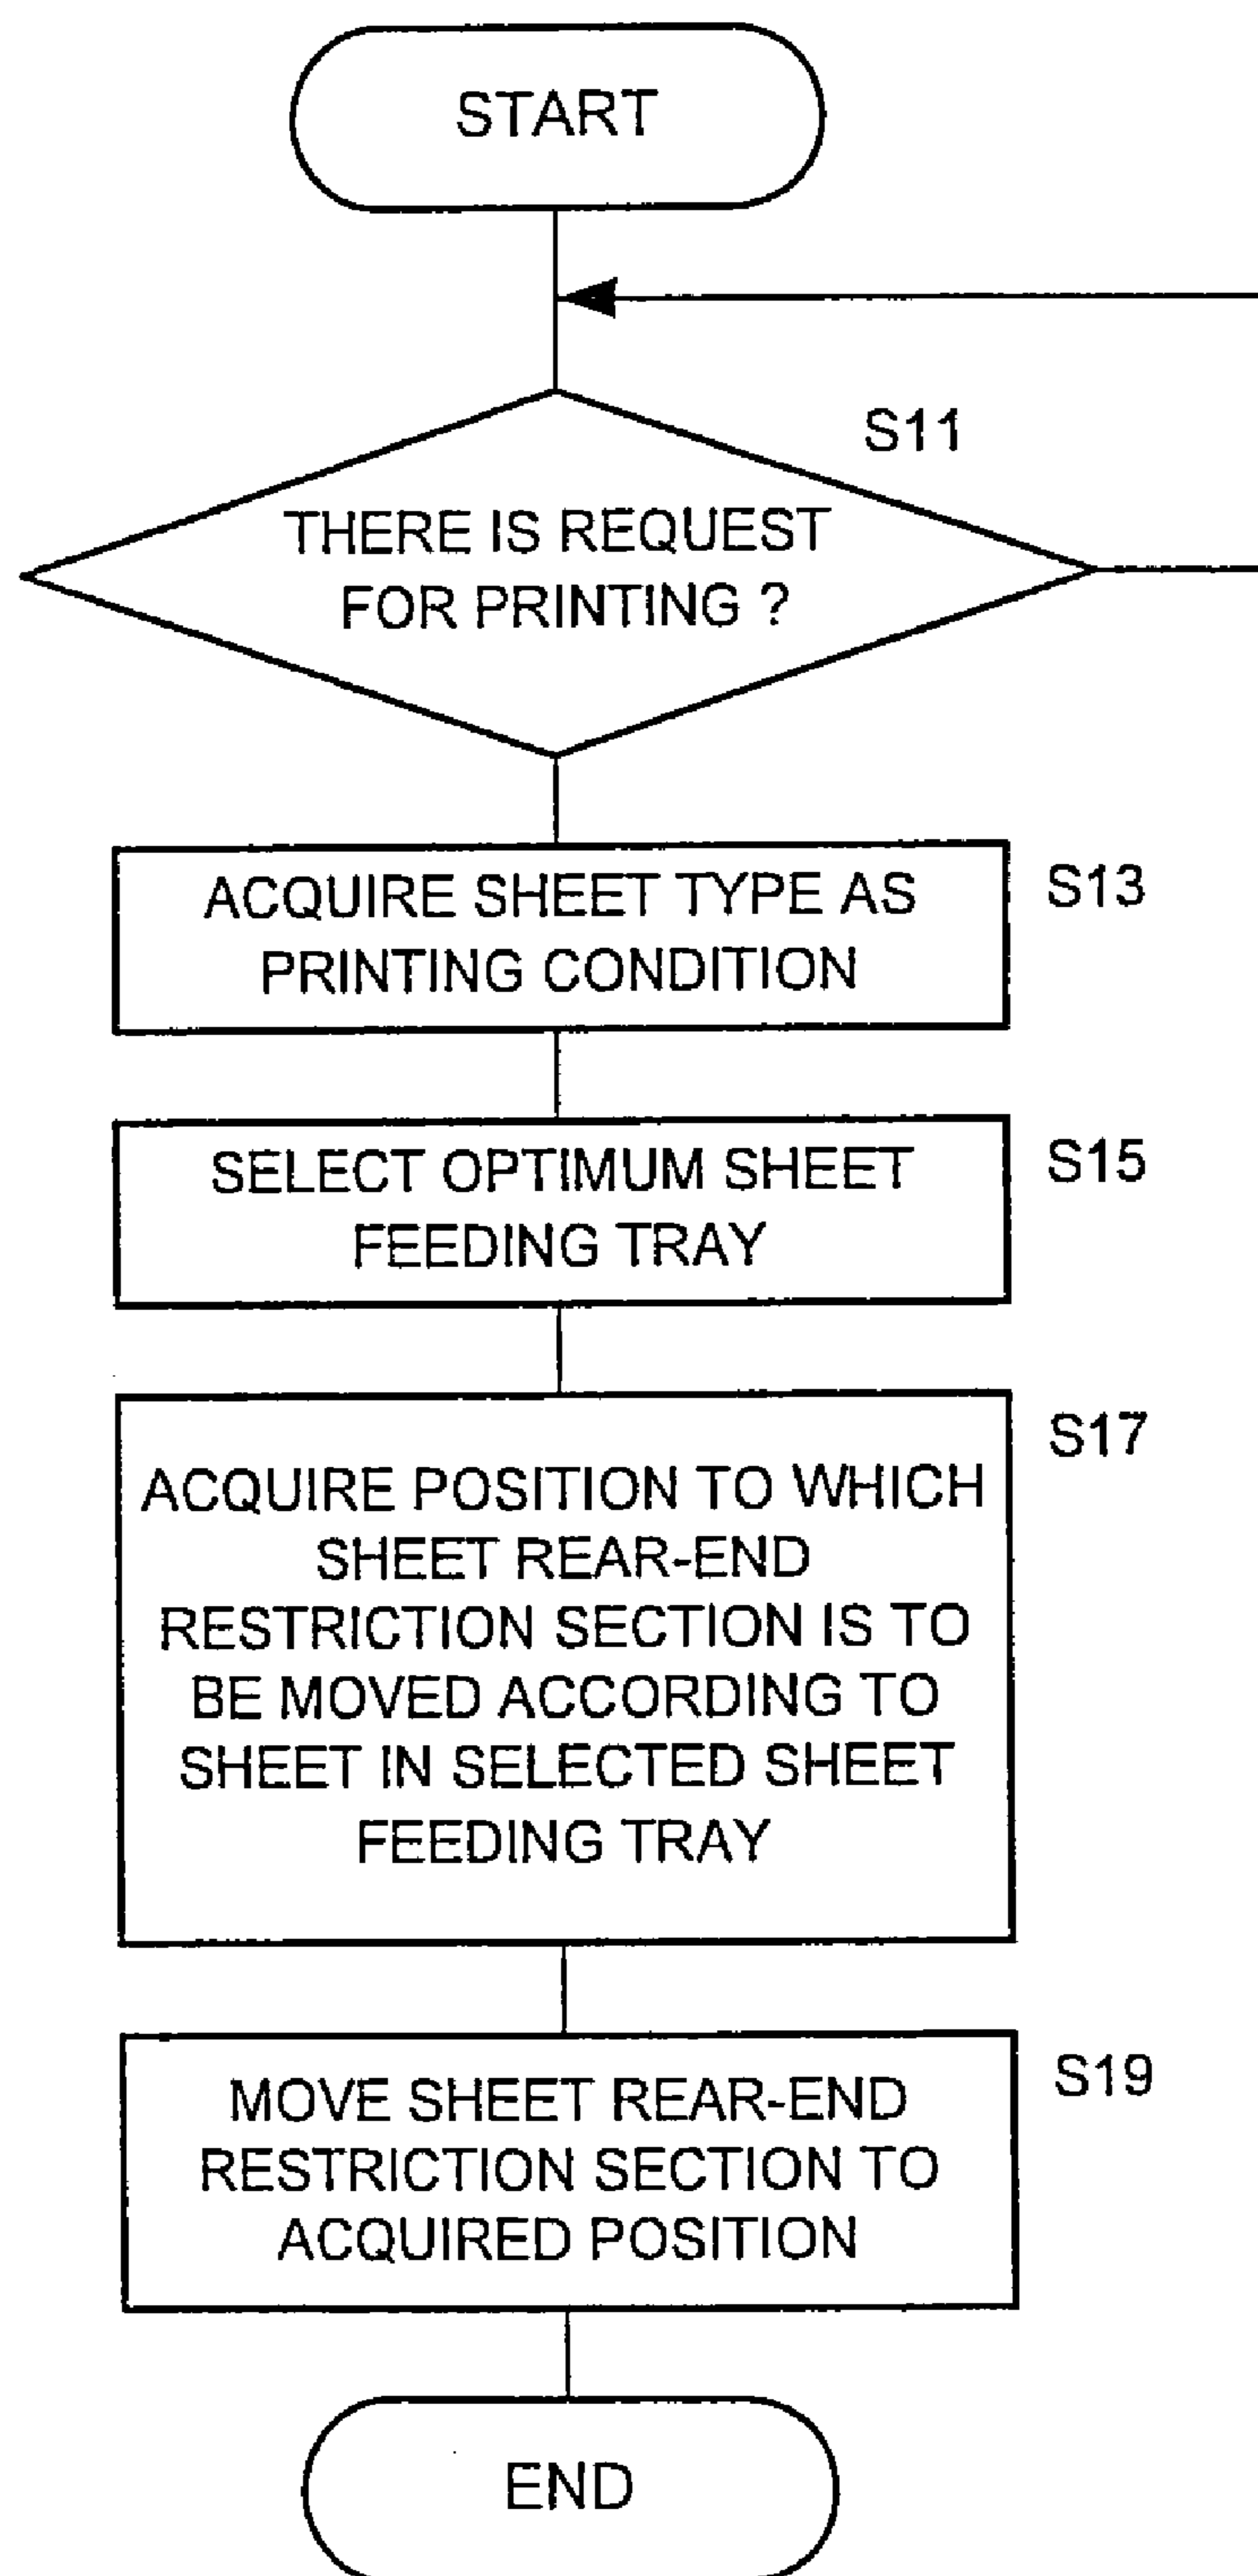 START
S11
THERE IS REQUEST
FOR PRINTING ?
ACQUIRE SHEET TYPE AS
PRINTING CONDITION
S13
SELECT OPTIMUM SHEET
FEEDING TRAY
S15
ACQUIRE POSITION TO WHICH
SHEET REAR-END
RESTRICTION SECTION IS TO
BE MOVED ACCORDING TO
SHEET IN SELECTED SHEET
FEEDING TRAY
S17
MOVE SHEET REAR-END
RESTRICTION SECTION TO
ACQUIRED POSITION
S19
END